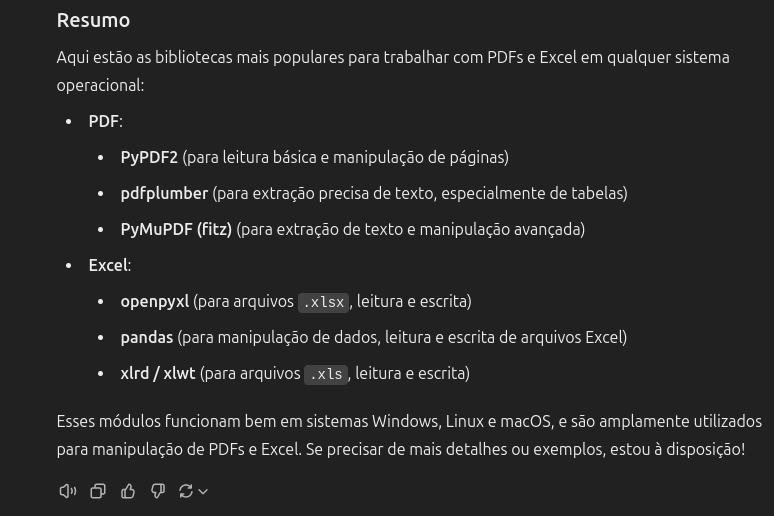 Resumo
Aqui estão as bibliotecas mais populares para trabalhar com PDFs e Excel em qualquer sistema
operacional:
• PDF:
• PyPDF2 (para leitura básica e manipulação de páginas)
• pdfplumber (para extração precisa de texto, especialmente de tabelas)
• PyMuPDF (fitz) (para extração de texto e manipulação avançada)
• Excel:
• openpyxl (para arquivos .xlsx, leitura e escrita)
• pandas (para manipulação de dados, leitura e escrita de arquivos Excel)
• xlrd / xlwt (para arquivos .xls, leitura e escrita)
Esses módulos funcionam bem em sistemas Windows, Linux e macOS, e são amplamente utilizados
para manipulação de PDFs e Excel. Se precisar de mais detalhes ou exemplos, estou à disposição!